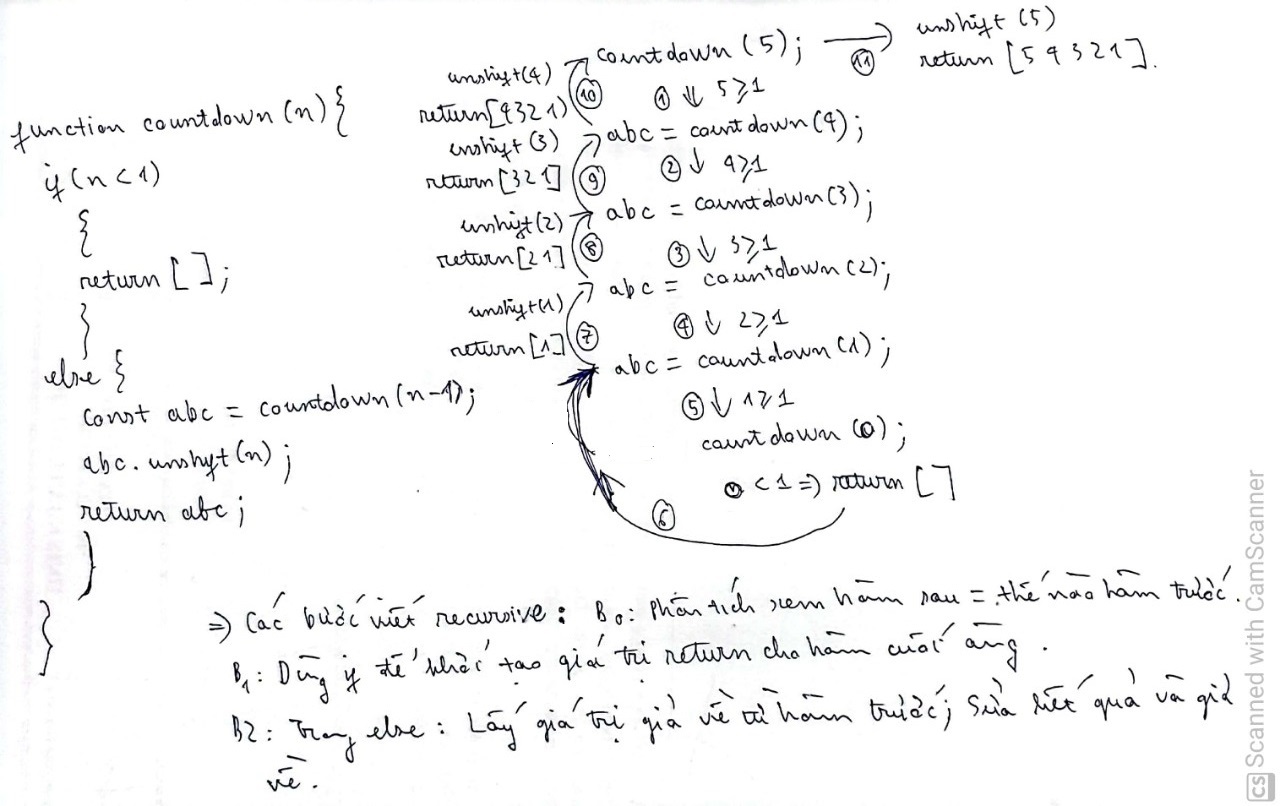 function countdown (n) {
if (n < 1)
{
return [ ];
}
else {
const abc = countdown (n-1);
abc. unshift (n) ;
return abc ;
}
}
countdown (5); ⑪ unshift (5)
return [5 4 3 2 1].
① ⇓ 5 ≥ 1
unshift (4)
return [4 3 2 1) ⑩
abc = countdown (4);
② ↓ 4 ≥ 1
unshift (3)
return [3 2 1] ⑨
abc = countdown (3);
③ ↓ 3 ≥ 1
unshift (2)
return [2 1] ⑧
abc = countdown (2);
④ ↓ 2 ≥ 1
unshift (1)
return [1] ⑦
abc = countdown (1);
⑤ ↓ 1 ≥ 1
countdown (0);
0 < 1 => return [ ]
⑥
=> Các bước viết recursive : B0: Phân tích xem hàm sau = thế nào hàm trước.
B1: Dùng if để khởi tạo giá trị return cho hàm cuối cùng .
B2: Trong else : Lấy giá trị giả về từ hàm trước; Sửa kết quả và giả
về .
CS Scanned with CamScanner